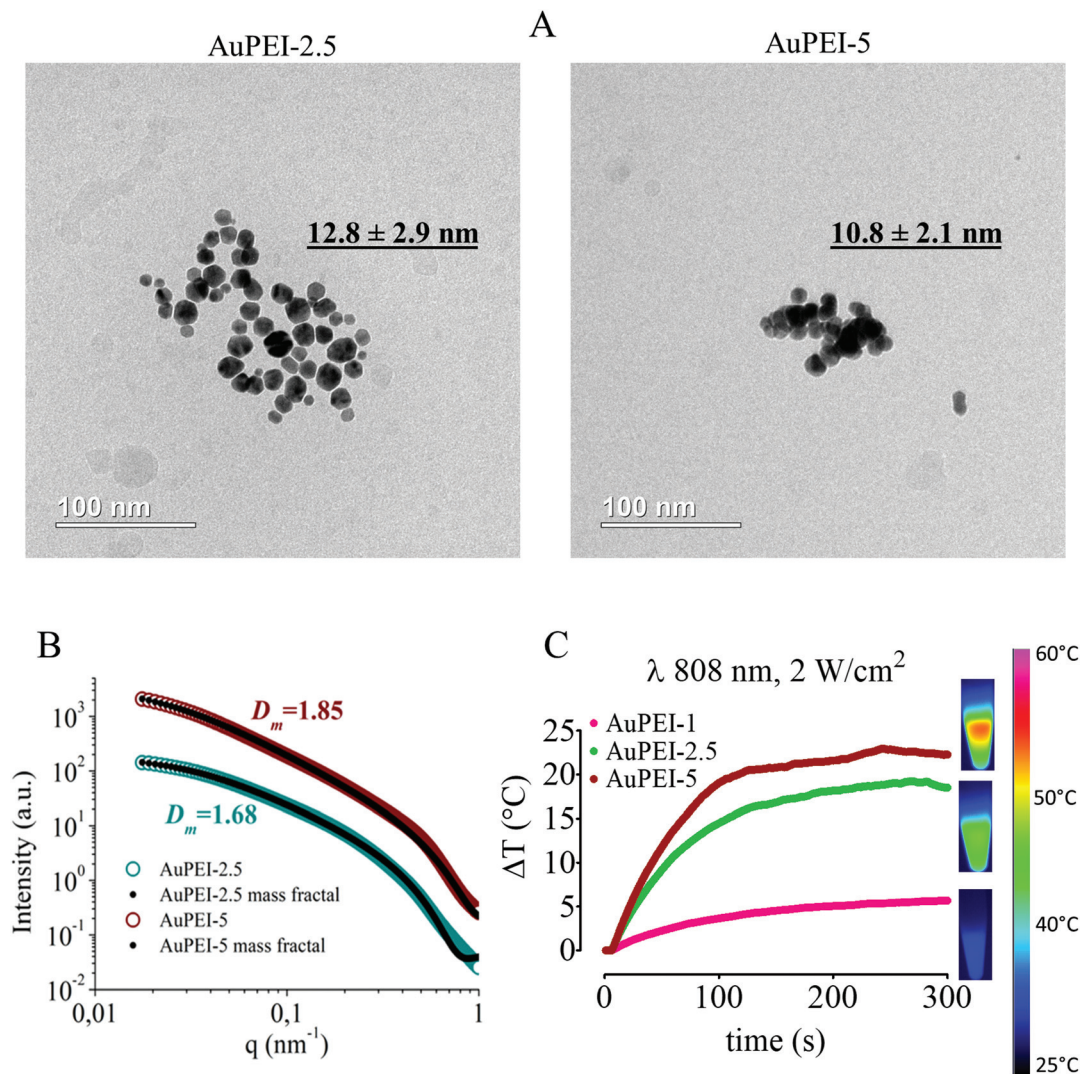 A
AuPEI-2.5
AuPEI-5
12.8 ± 2.9 nm
10.8 ± 2.1 nm
100 nm
100 nm
B
C
λ 808 nm, 2 W/cm²
AuPEI-1
AuPEI-2.5
AuPEI-5
Dm=1.85
Dm=1.68
AuPEI-2.5
AuPEI-2.5 mass fractal
AuPEI-5
AuPEI-5 mass fractal
Intensity (a.u.)
10³
10²
10¹
10⁰
10⁻¹
10⁻²
0,01
0,1
1
q (nm⁻¹)
ΔT (°C)
25
20
15
10
5
0
0
100
200
300
time (s)
60°C
50°C
40°C
25°C